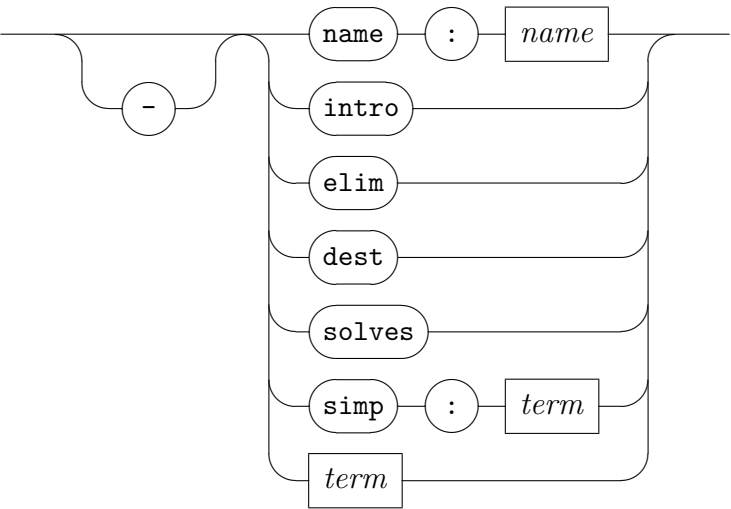 name : name
-
intro
elim
dest
solves
simp : term
term